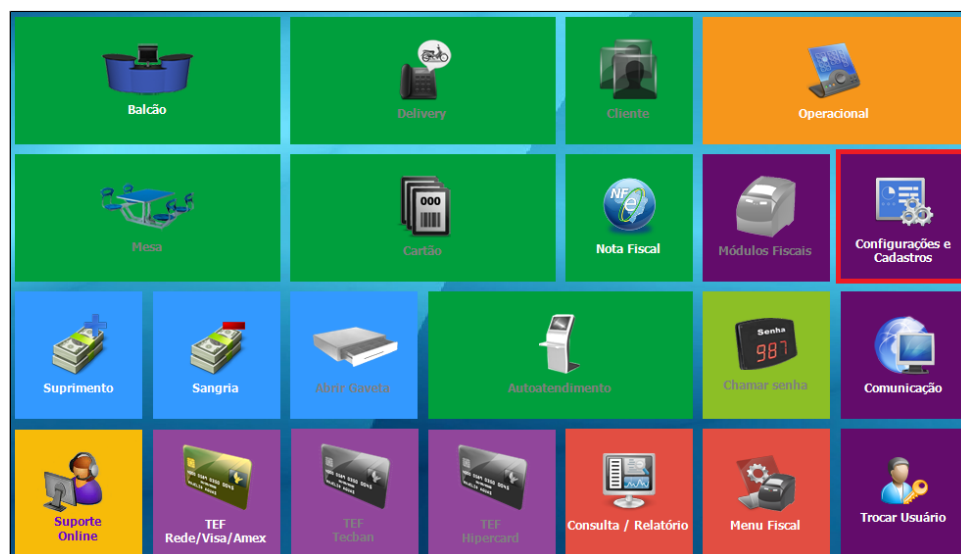 Balcão
Delivery
Cliente
Operacional
Mesa
000
Cartão
NF
e
Nota Fiscal
Módulos Fiscais
Configurações e
Cadastros
Suprimento
Sangria
Abrir Gaveta
Autoatendimento
Senha
987
Chamar senha
Comunicação
Suporte
Online
TEF
Rede/Visa/Amex
TEF
Tecban
TEF
Hipercard
Consulta / Relatório
Menu Fiscal
Trocar Usuário